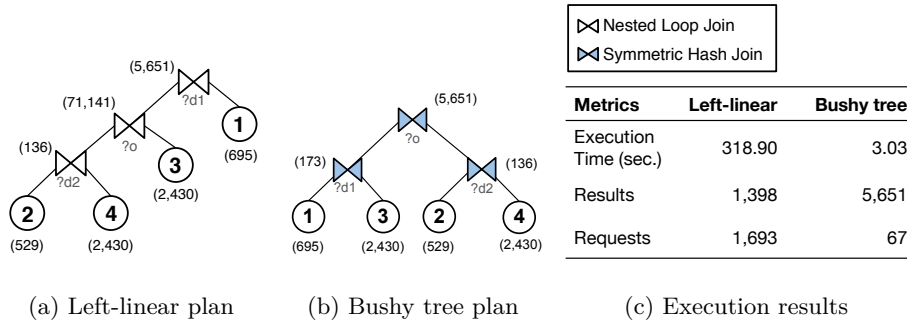 (5,651)
?d1
(71,141)
?o
1
(695)
(136)
?d2
3
(2,430)
2
(529)
4
(2,430)
(a) Left-linear plan
(5,651)
?o
(173)
?d1
(136)
?d2
1
(695)
3
(2,430)
2
(529)
4
(2,430)
(b) Bushy tree plan
Nested Loop Join
Symmetric Hash Join
Metrics Left-linear Bushy tree
Execution
Time (sec.) 318.90 3.03
Results 1,398 5,651
Requests 1,693 67
(c) Execution results